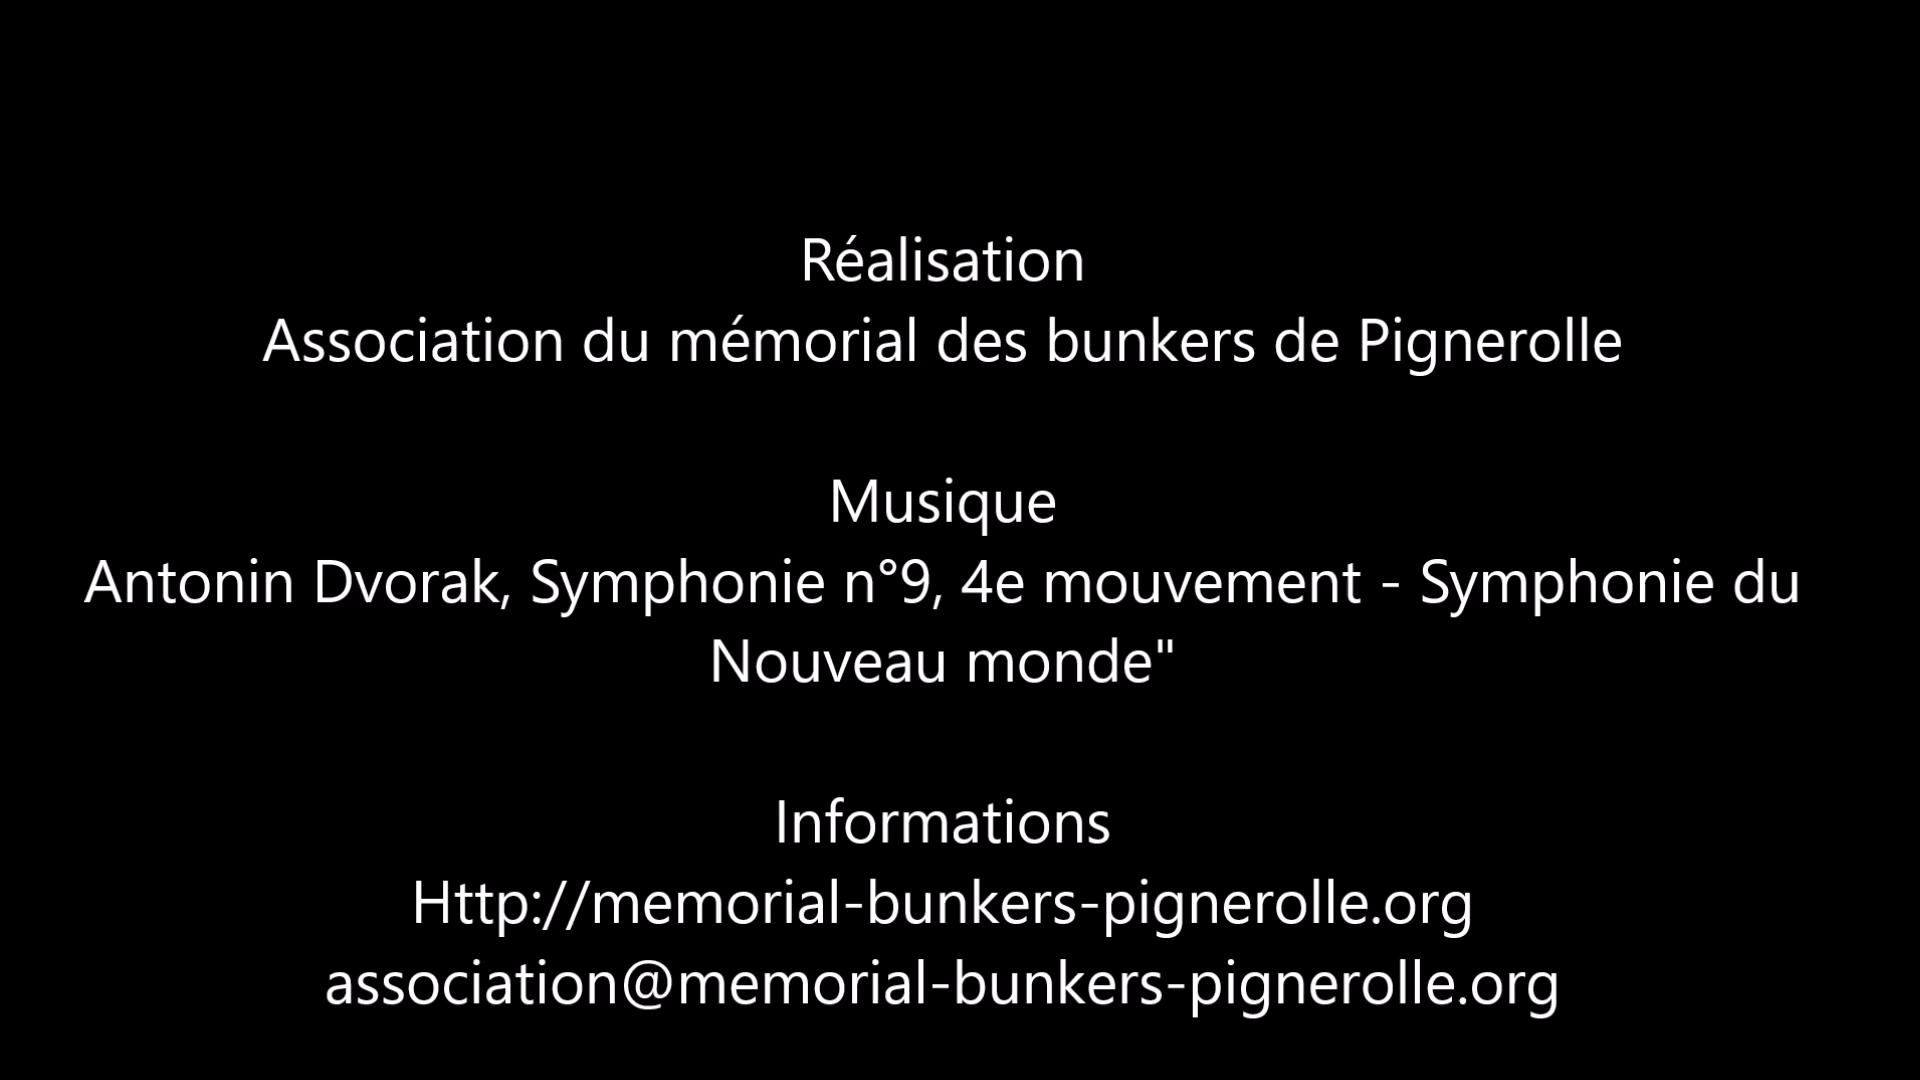 Réalisation
Association du mémorial des bunkers de Pignerolle
Musique
Antonin Dvorak, Symphonie n°9, 4e mouvement - Symphonie du
Nouveau monde"
Informations
Http://memorial-bunkers-pignerolle.org
association@memorial-bunkers-pignerolle.org